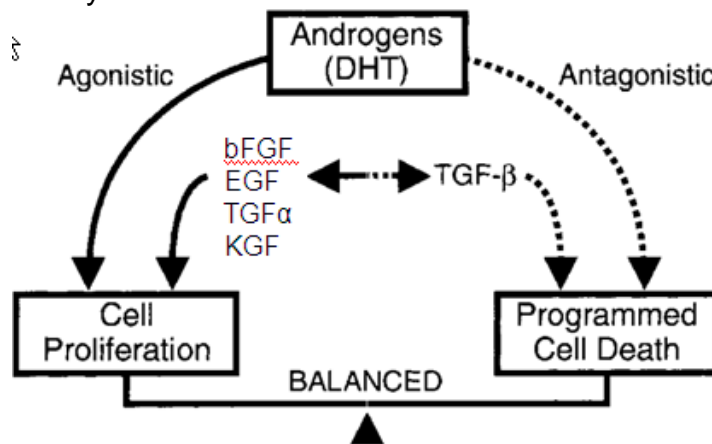 Androgens
(DHT)
Agonistic
Antagonistic
bFGF
EGF
TGFα
KGF
TGF-β
Cell
Proliferation
Programmed
Cell Death
BALANCED